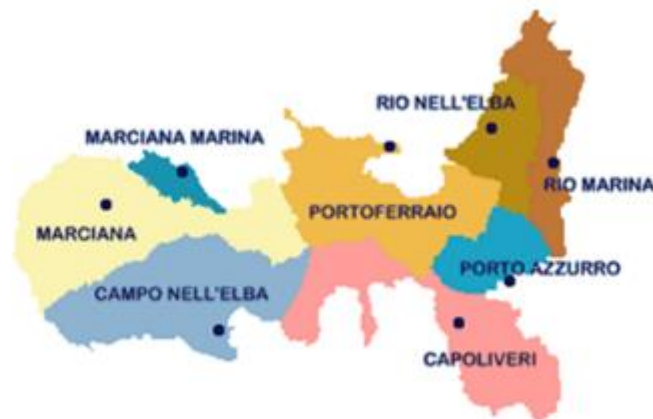 RIO NELL'ELBA
MARCIANA MARINA
RIO MARINA
PORTOFERRAIO
MARCIANA
PORTO AZZURRO
CAMPO NELL'ELBA
CAPOLIVERI